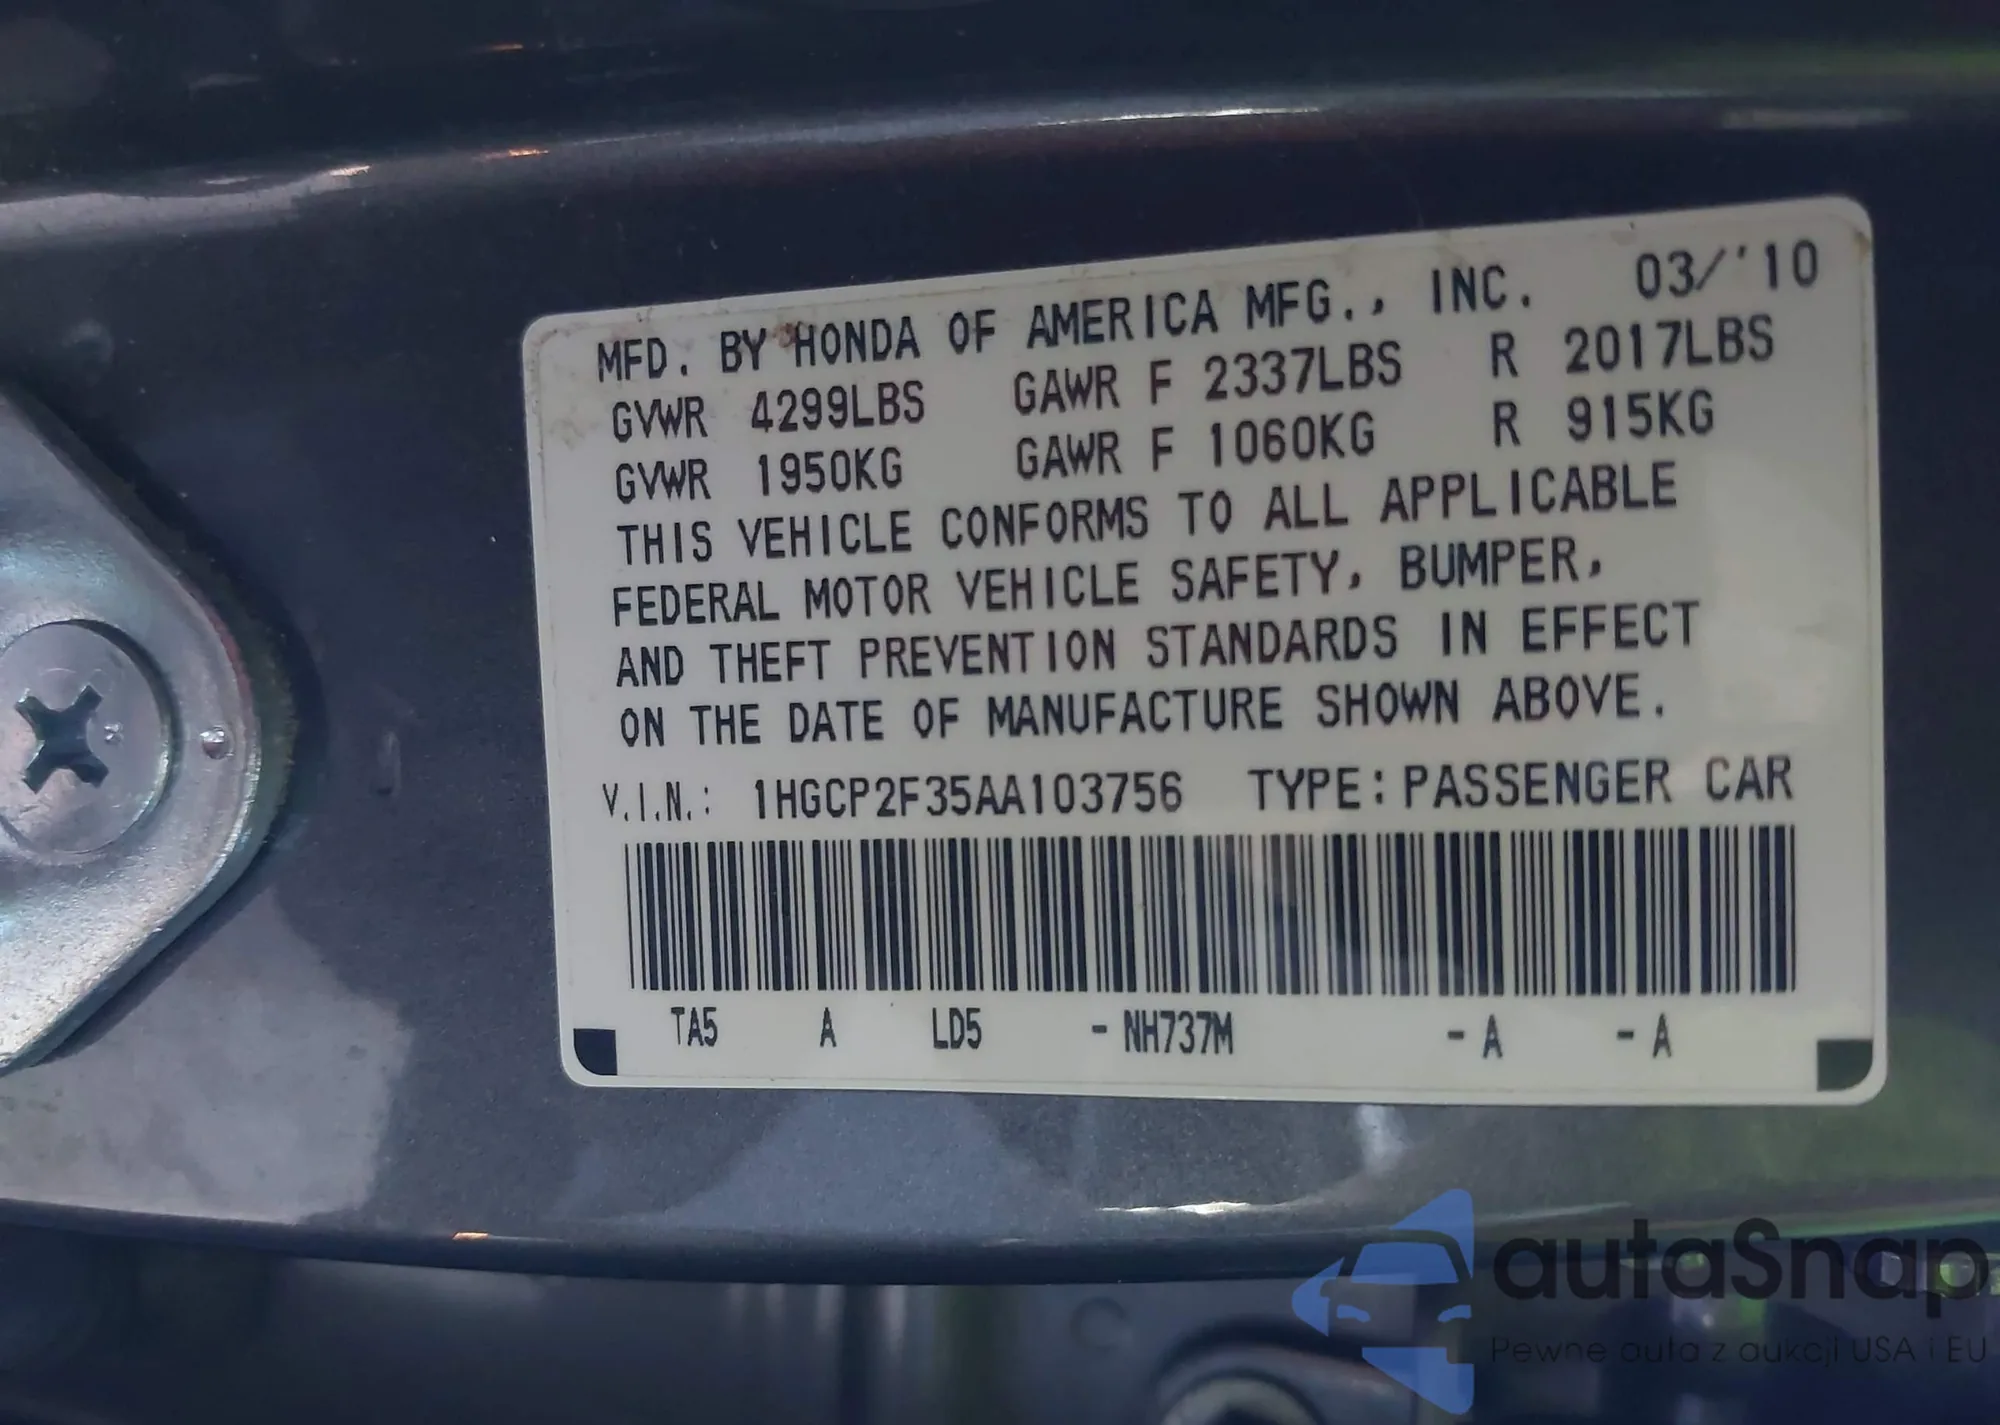 MFD. BY HONDA OF AMERICA MFG., INC. 03/'10
GVWR 4299LBS GAWR F 2337LBS R 2017LBS
GVWR 1950KG GAWR F 1060KG R 915KG
THIS VEHICLE CONFORMS TO ALL APPLICABLE
FEDERAL MOTOR VEHICLE SAFETY, BUMPER,
AND THEFT PREVENTION STANDARDS IN EFFECT
ON THE DATE OF MANUFACTURE SHOWN ABOVE.
V.I.N.: 1HGCP2F35AA103756 TYPE: PASSENGER CAR
TA5 A LD5 - NH737M - A - A
autaSnap
Pewne auta z aukcji USA i EU